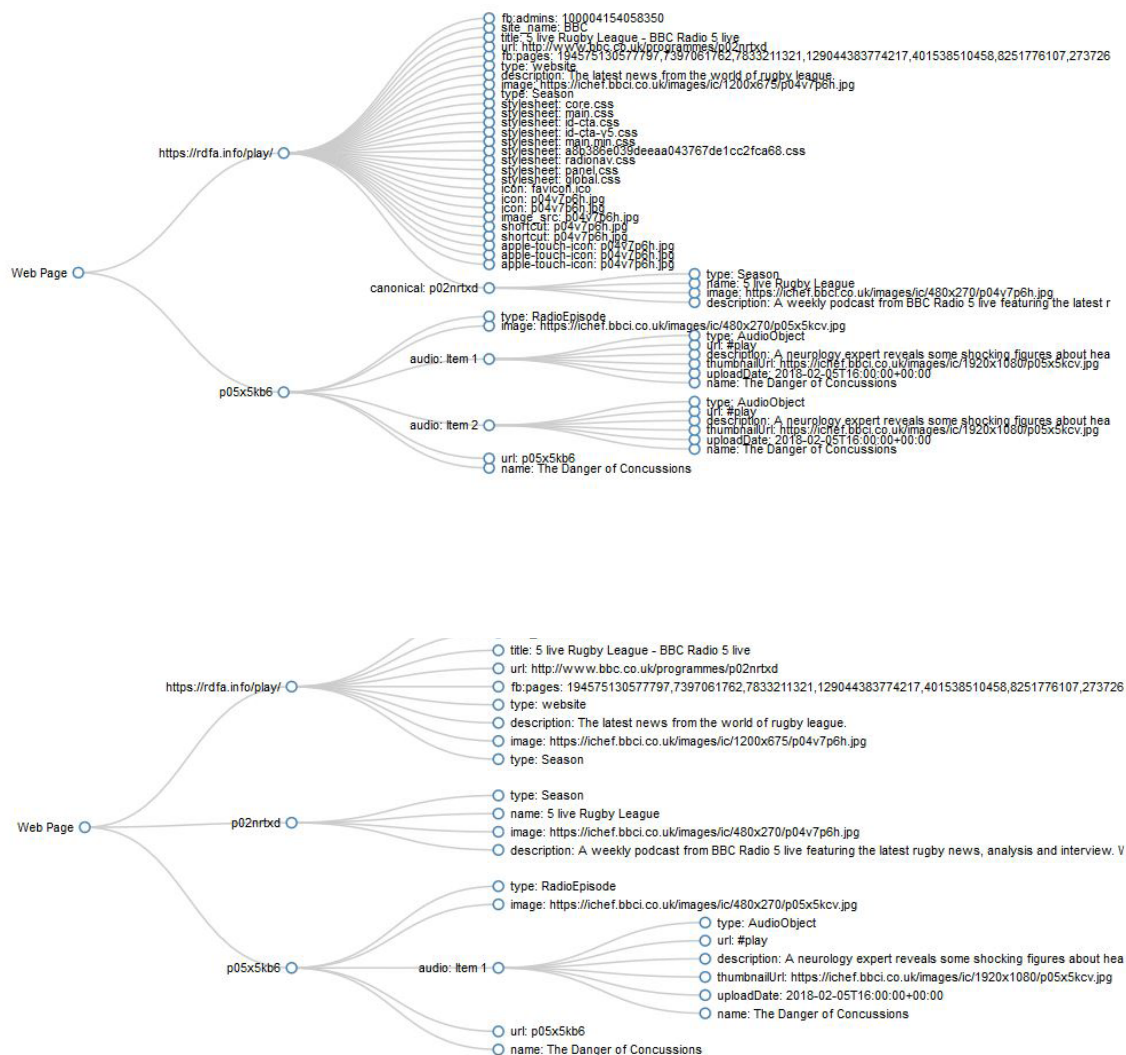 fb:admins: 100004154058350
site_name: BBC
title: 5 live Rugby League - BBC Radio 5 live
url: http://www.bbc.co.uk/programmes/p02nrtxd
fb:pages: 194575130577797,7397061762,7833211321,129044383774217,401538510458,8251776107,273726
type: website
description: The latest news from the world of rugby league.
image: https://ichef.bbci.co.uk/images/ic/1200x675/p04v7p6h.jpg
type: Season
stylesheet: core.css
stylesheet: main.css
stylesheet: id-cta.css
stylesheet: id-cta-v5.css
stylesheet: main.min.css
stylesheet: a8b386e039deeaa043767de1cc2fca68.css
stylesheet: radionav.css
stylesheet: panel.css
stylesheet: global.css
icon: favicon.ico
icon: p04v7p6h.jpg
icon: p04v7p6h.jpg
image_src: p04v7p6h.jpg
shortcut: p04v7p6h.jpg
shortcut: p04v7p6h.jpg
apple-touch-icon: p04v7p6h.jpg
apple-touch-icon: p04v7p6h.jpg
apple-touch-icon: p04v7p6h.jpg
https://rdfa.info/play/
Web Page
canonical: p02nrtxd
type: Season
name: 5 live Rugby League
image: https://ichef.bbci.co.uk/images/ic/480x270/p04v7p6h.jpg
description: A weekly podcast from BBC Radio 5 live featuring the latest r
type: RadioEpisode
image: https://ichef.bbci.co.uk/images/ic/480x270/p05x5kcv.jpg
audio: Item 1
type: AudioObject
url: #play
description: A neurology expert reveals some shocking figures about hea
thumbnailUrl: https://ichef.bbci.co.uk/images/ic/1920x1080/p05x5kcv.jpg
uploadDate: 2018-02-05T16:00:00+00:00
name: The Danger of Concussions
p05x5kb6
audio: Item 2
type: AudioObject
url: #play
description: A neurology expert reveals some shocking figures about hea
thumbnailUrl: https://ichef.bbci.co.uk/images/ic/1920x1080/p05x5kcv.jpg
uploadDate: 2018-02-05T16:00:00+00:00
name: The Danger of Concussions
url: p05x5kb6
name: The Danger of Concussions
title: 5 live Rugby League - BBC Radio 5 live
url: http://www.bbc.co.uk/programmes/p02nrtxd
https://rdfa.info/play/
fb:pages: 194575130577797,7397061762,7833211321,129044383774217,401538510458,8251776107,273726
type: website
description: The latest news from the world of rugby league.
image: https://ichef.bbci.co.uk/images/ic/1200x675/p04v7p6h.jpg
type: Season
Web Page
p02nrtxd
type: Season
name: 5 live Rugby League
image: https://ichef.bbci.co.uk/images/ic/480x270/p04v7p6h.jpg
description: A weekly podcast from BBC Radio 5 live featuring the latest rugby news, analysis and interview.
type: RadioEpisode
image: https://ichef.bbci.co.uk/images/ic/480x270/p05x5kcv.jpg
p05x5kb6
audio: Item 1
type: AudioObject
url: #play
description: A neurology expert reveals some shocking figures about hea
thumbnailUrl: https://ichef.bbci.co.uk/images/ic/1920x1080/p05x5kcv.jpg
uploadDate: 2018-02-05T16:00:00+00:00
name: The Danger of Concussions
url: p05x5kb6
name: The Danger of Concussions